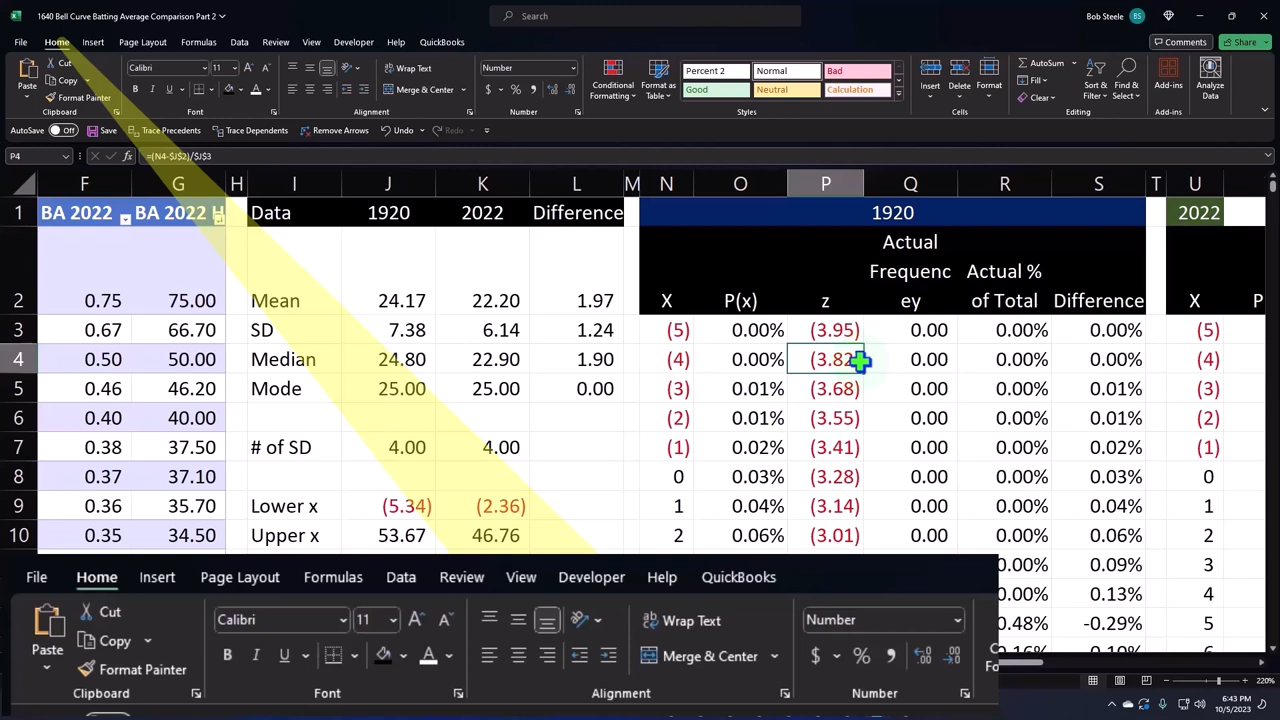 1640 Bell Curve Batting Average Comparison Part 2
Search
Bob Steele BS
File Home Insert Page Layout Formulas Data Review View Developer Help QuickBooks
Comments Share
Paste
Cut
Copy
Format Painter
Clipboard
Calibri 11
B I U
Font
Wrap Text
Merge & Center
Alignment
Number
$ %
Number
Conditional Formatting
Format as Table
Percent 2 Normal Bad
Good Neutral Calculation
Styles
Insert Delete Format
Cells
AutoSum
Fill
Clear
Sort & Filter
Find & Select
Editing
Add-ins
Add-ins
Analyze Data
AutoSave Off Save Trace Precedents Trace Dependents Remove Arrows Undo Redo
P4 fx =(N4-$J$2)/$J$3
F G H I J K L M N O P Q R S T U
1 BA 2022 BA 2022 H Data 1920 2022 Difference 1920 2022
Actual
Frequenc Actual %
2 0.75 75.00 Mean 24.17 22.20 1.97 X P(x) z ey of Total Difference X P
3 0.67 66.70 SD 7.38 6.14 1.24 (5) 0.00% (3.95) 0.00 0.00% 0.00% (5)
4 0.50 50.00 Median 24.80 22.90 1.90 (4) 0.00% (3.82 0.00 0.00% 0.00% (4)
5 0.46 46.20 Mode 25.00 25.00 0.00 (3) 0.01% (3.68) 0.00 0.00% 0.01% (3)
6 0.40 40.00 (2) 0.01% (3.55) 0.00 0.00% 0.01% (2)
7 0.38 37.50 # of SD 4.00 4.00 (1) 0.02% (3.41) 0.00 0.00% 0.02% (1)
8 0.37 37.10 0 0.03% (3.28) 0.00 0.00% 0.03% 0
9 0.36 35.70 Lower x (5.34) (2.36) 1 0.04% (3.14) 0.00 0.00% 0.04% 1
10 0.35 34.50 Upper x 53.67 46.76 2 0.06% (3.01) 0.00 0.00% 0.06% 2
0.00% 0.09% 3
0.00% 0.13% 4
0.48% -0.29% 5
File Home Insert Page Layout Formulas Data Review View Developer Help QuickBooks
Paste
Cut
Copy
Format Painter
Clipboard
Calibri 11
B I U
Font
Wrap Text
Merge & Center
Alignment
Number
$ %
Number
220%
6:43 PM
10/5/2023